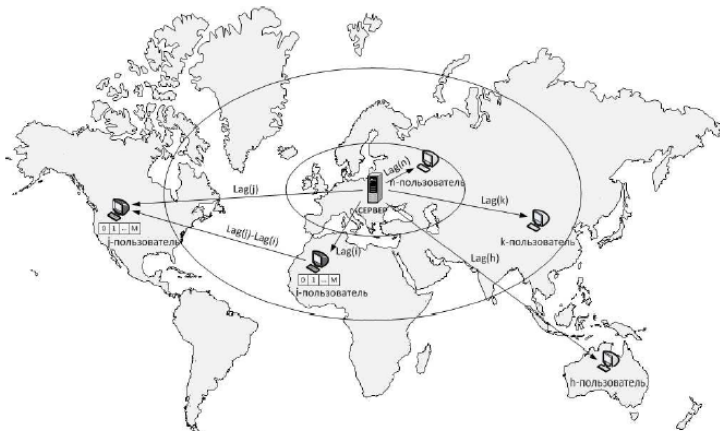 Lag(n)
n-пользователь
Lag(j)
Lag(k)
СЕРВЕР
0 1 ... M
j-пользователь
Lag(j)-Lag(i)
Lag(i)
k-пользователь
Lag(h)
0 1 ... M
i-пользователь
h-пользователь